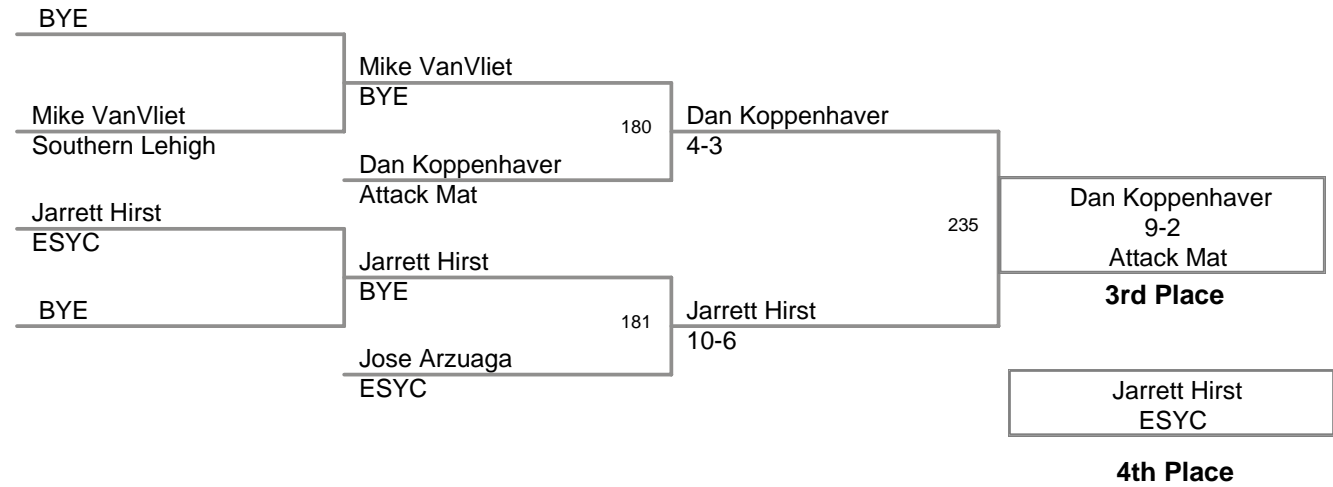 BYE
Mike VanVliet
BYE
Mike VanVliet
Southern Lehigh
180
Dan Koppenhaver
4-3
Dan Koppenhaver
Attack Mat
Jarrett Hirst
ESYC
235
Dan Koppenhaver
9-2
Attack Mat
3rd Place
Jarrett Hirst
BYE
BYE
181
Jarrett Hirst
10-6
Jose Arzuaga
ESYC
Jarrett Hirst
ESYC
4th Place